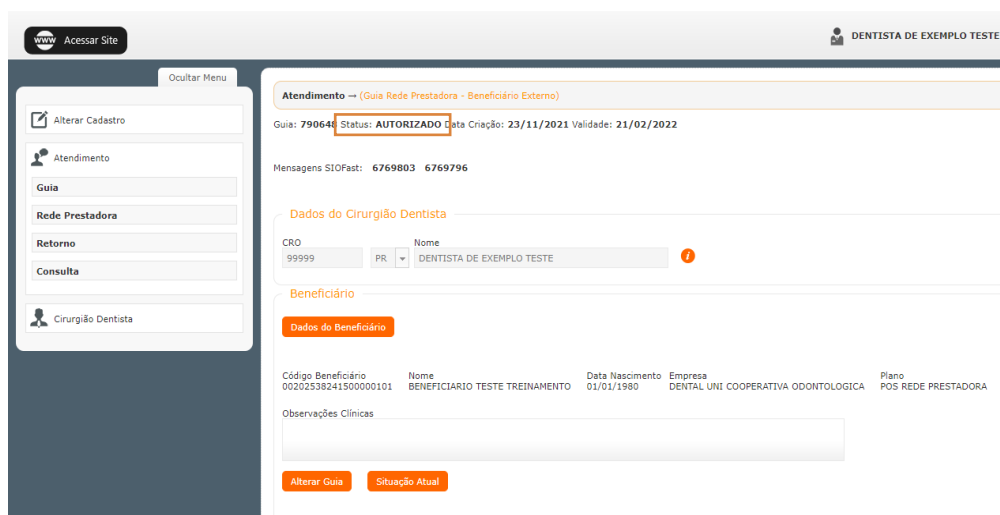 www Acessar Site
DENTISTA DE EXEMPLO TESTE
Ocultar Menu
Alterar Cadastro
Atendimento
Guia
Rede Prestadora
Retorno
Consulta
Cirurgião Dentista
Atendimento → (Guia Rede Prestadora - Beneficiário Externo)
Guia: 790648 Status: AUTORIZADO Data Criação: 23/11/2021 Validade: 21/02/2022
Mensagens SIOFast: 6769803 6769796
Dados do Cirurgião Dentista
CRO Nome
99999 PR DENTISTA DE EXEMPLO TESTE i
Beneficiário
Dados do Beneficiário
Código Beneficiário Nome Data Nascimento Empresa Plano
00202538241500000101 BENEFICIARIO TESTE TREINAMENTO 01/01/1980 DENTAL UNI COOPERATIVA ODONTOLOGICA POS REDE PRESTADORA
Observações Clínicas
Alterar Guia Situação Atual